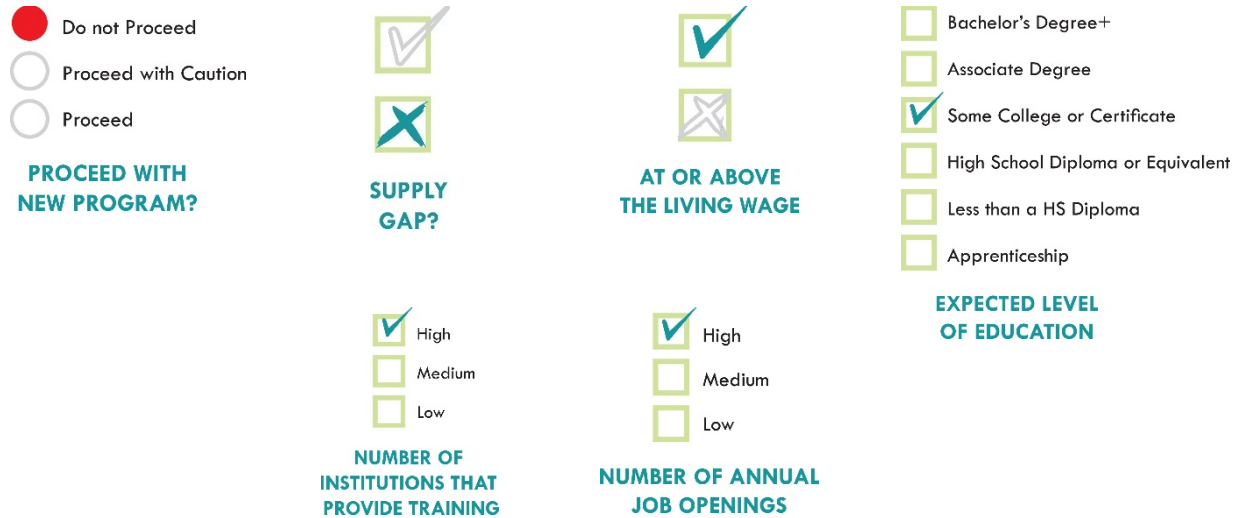 Do not Proceed
Proceed with Caution
Proceed
PROCEED WITH
NEW PROGRAM?
SUPPLY
GAP?
AT OR ABOVE
THE LIVING WAGE
Bachelor's Degree+
Associate Degree
Some College or Certificate
High School Diploma or Equivalent
Less than a HS Diploma
Apprenticeship
EXPECTED LEVEL
OF EDUCATION
High
Medium
Low
NUMBER OF
INSTITUTIONS THAT
PROVIDE TRAINING
High
Medium
Low
NUMBER OF ANNUAL
JOB OPENINGS